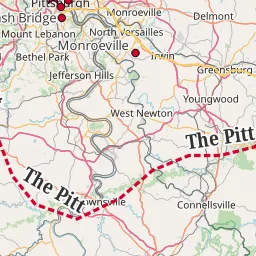 Pittsburgh
Monroeville
Delmont
sh Bridge
Mount Lebanon
North Versailles
Monroeville
Irwin
Bethel Park
Greensburg
Jefferson Hills
Youngwood
West Newton
The Pitt
The Pitt
wnsville
Connellsville